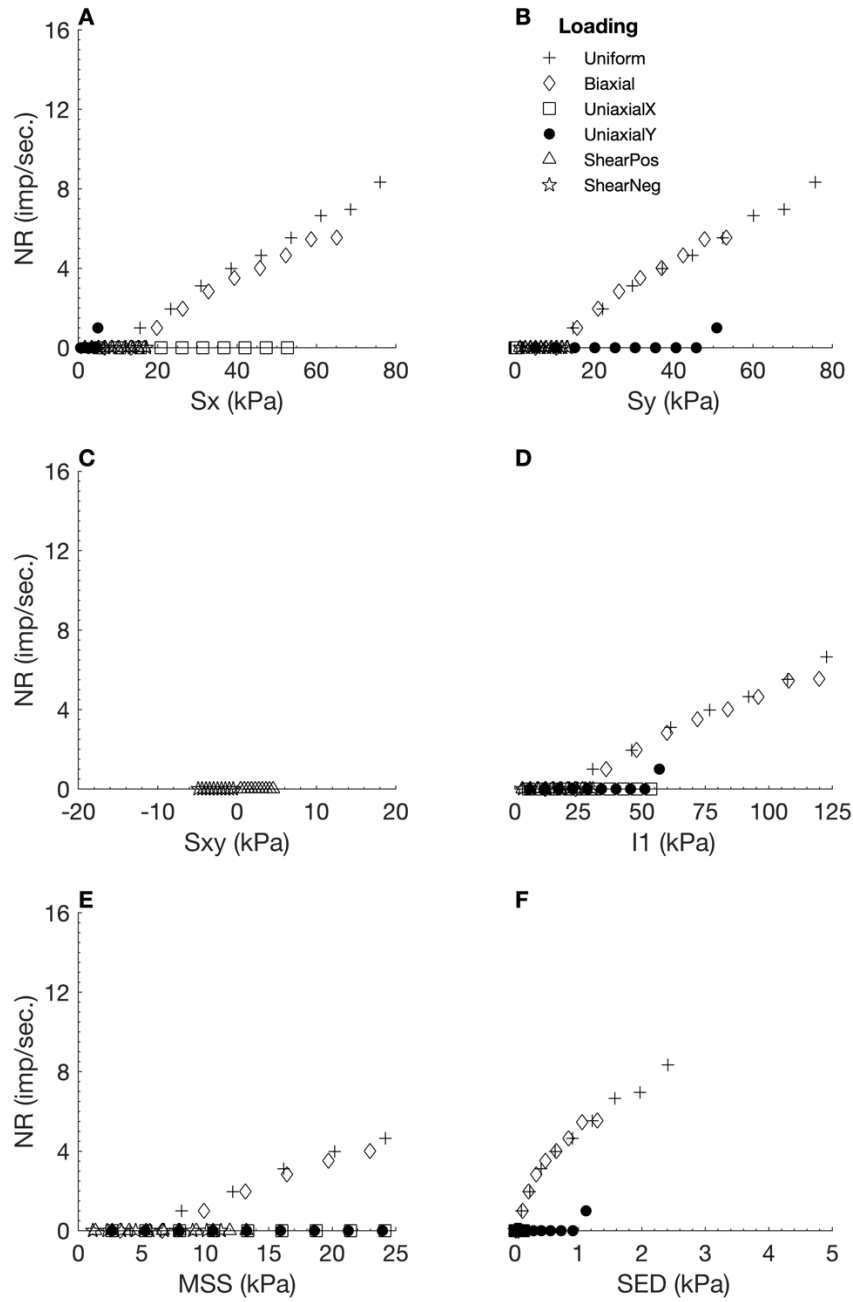 A
16
12
8
4
0
NR (imp/sec.)
0 20 40 60 80
Sx (kPa)
B
Loading
Uniform
Biaxial
UniaxialX
UniaxialY
ShearPos
ShearNeg
0 20 40 60 80
Sy (kPa)
C
16
12
8
4
0
NR (imp/sec.)
-20 -10 0 10 20
Sxy (kPa)
D
0 25 50 75 100 125
I1 (kPa)
E
16
12
8
4
0
NR (imp/sec.)
0 5 10 15 20 25
MSS (kPa)
F
0 1 2 3 4 5
SED (kPa)